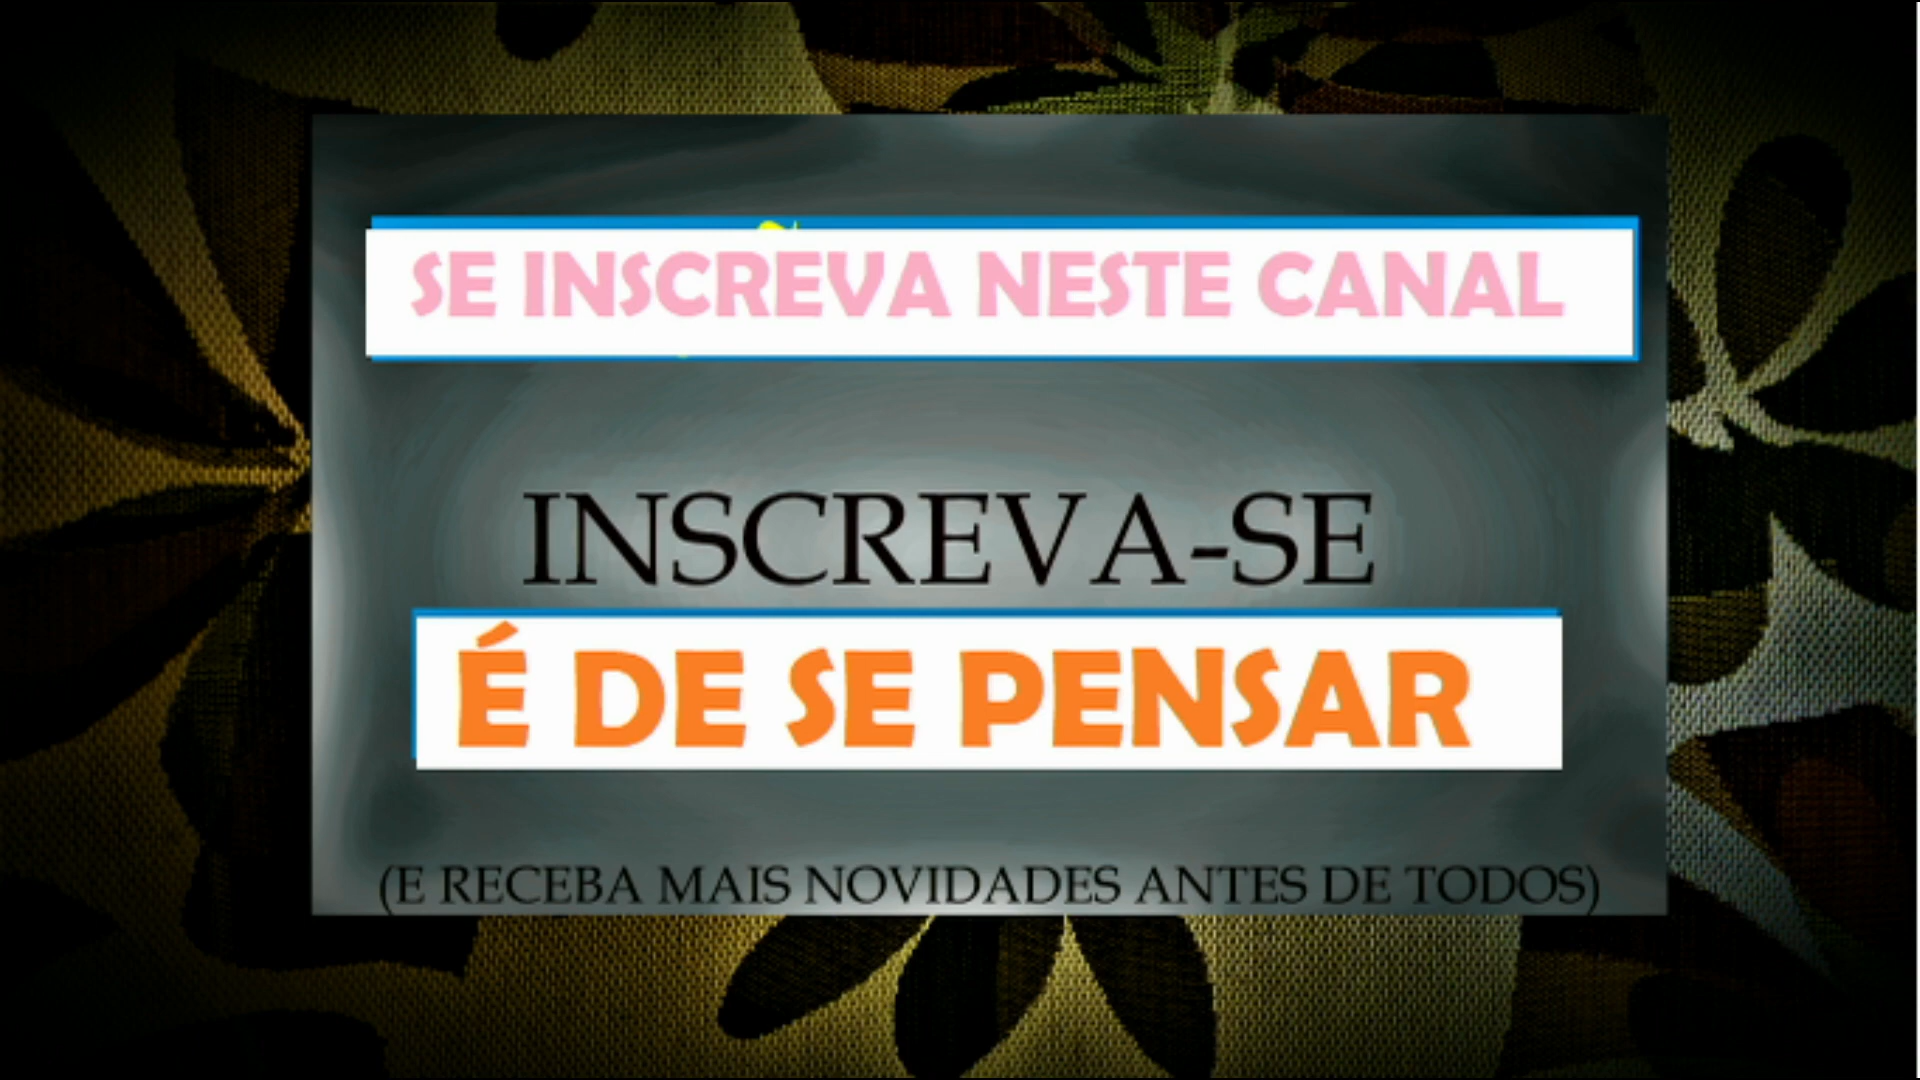 SE INSCREVA NESTE CANAL
INSCREVA-SE
É DE SE PENSAR
(E RECEBA MAIS NOVIDADES ANTES DE TODOS)